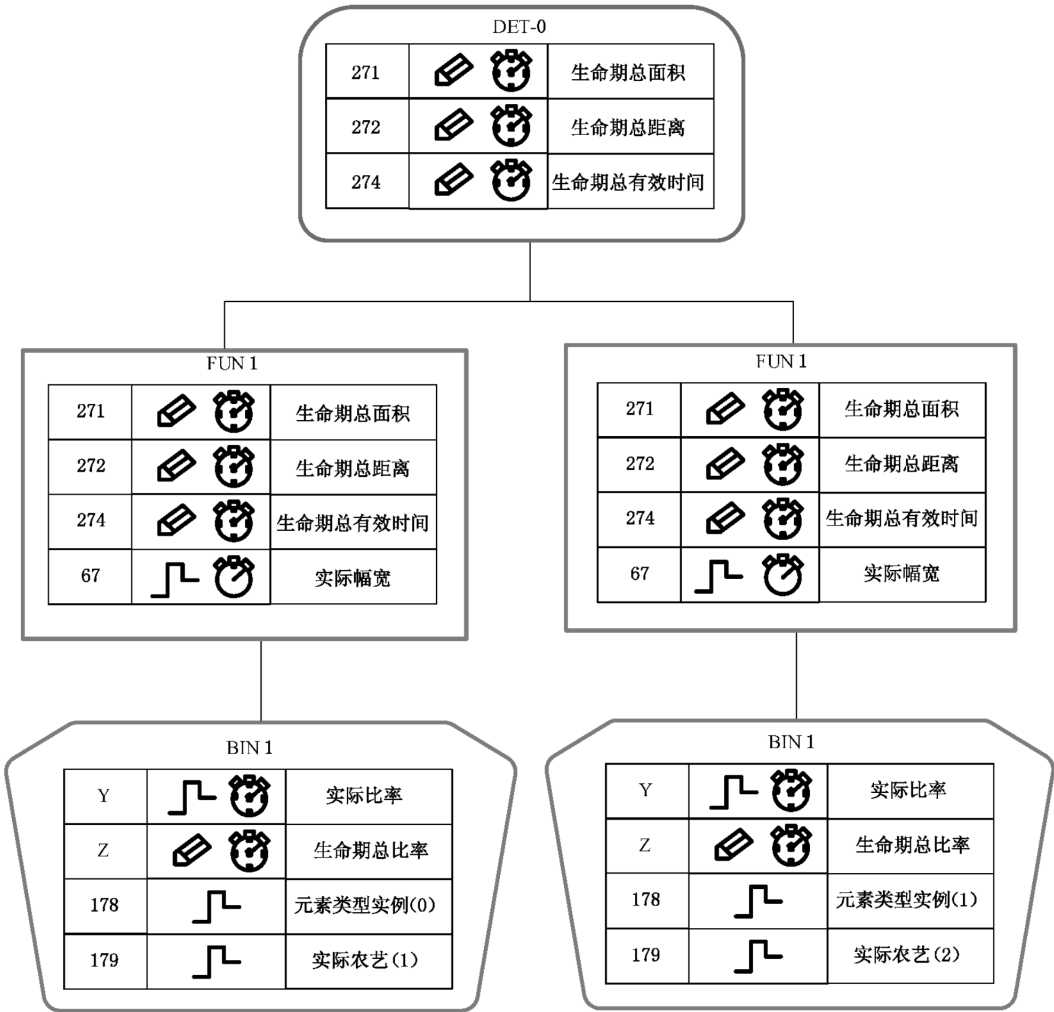 DET-0
271 生命期总面积
272 生命期总距离
274 生命期总有效时间
FUN 1
271 生命期总面积
272 生命期总距离
274 生命期总有效时间
67 实际幅宽
FUN 1
271 生命期总面积
272 生命期总距离
274 生命期总有效时间
67 实际幅宽
BIN 1
Y 实际比率
Z 生命期总比率
178 元素类型实例(0)
179 实际农艺(1)
BIN 1
Y 实际比率
Z 生命期总比率
178 元素类型实例(1)
179 实际农艺(2)